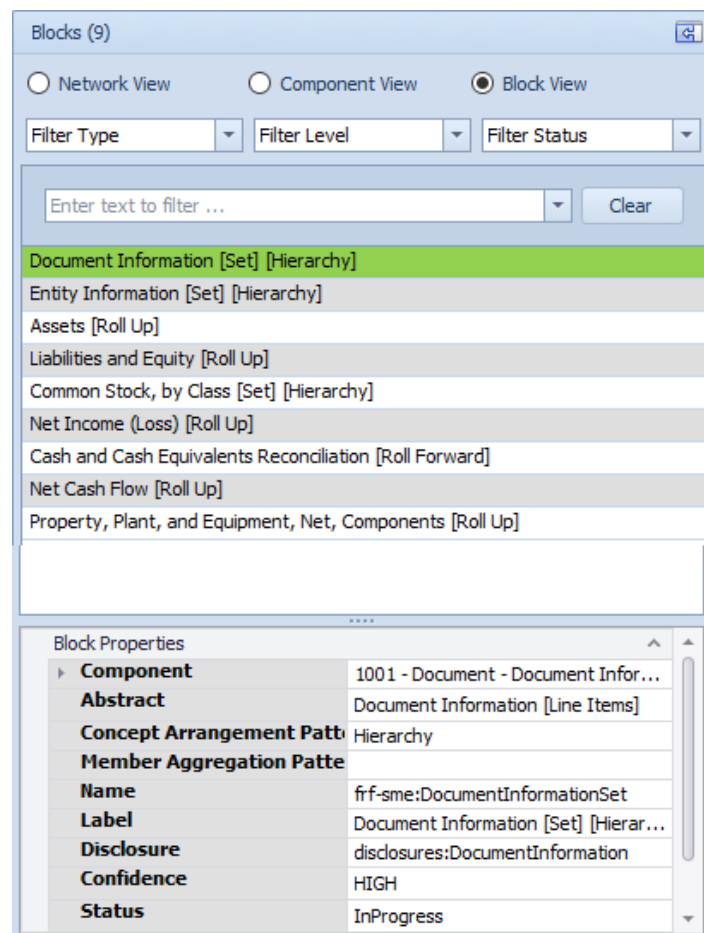 Blocks (9)
Network View Component View Block View
Filter Type Filter Level Filter Status
Enter text to filter ... Clear
Document Information [Set] [Hierarchy]
Entity Information [Set] [Hierarchy]
Assets [Roll Up]
Liabilities and Equity [Roll Up]
Common Stock, by Class [Set] [Hierarchy]
Net Income (Loss) [Roll Up]
Cash and Cash Equivalents Reconciliation [Roll Forward]
Net Cash Flow [Roll Up]
Property, Plant, and Equipment, Net, Components [Roll Up]
Block Properties
Component 1001 - Document - Document Infor...
Abstract Document Information [Line Items]
Concept Arrangement Patt Hierarchy
Member Aggregation Patte
Name frf-sme:DocumentInformationSet
Label Document Information [Set] [Hierar...
Disclosure disclosures:DocumentInformation
Confidence HIGH
Status InProgress